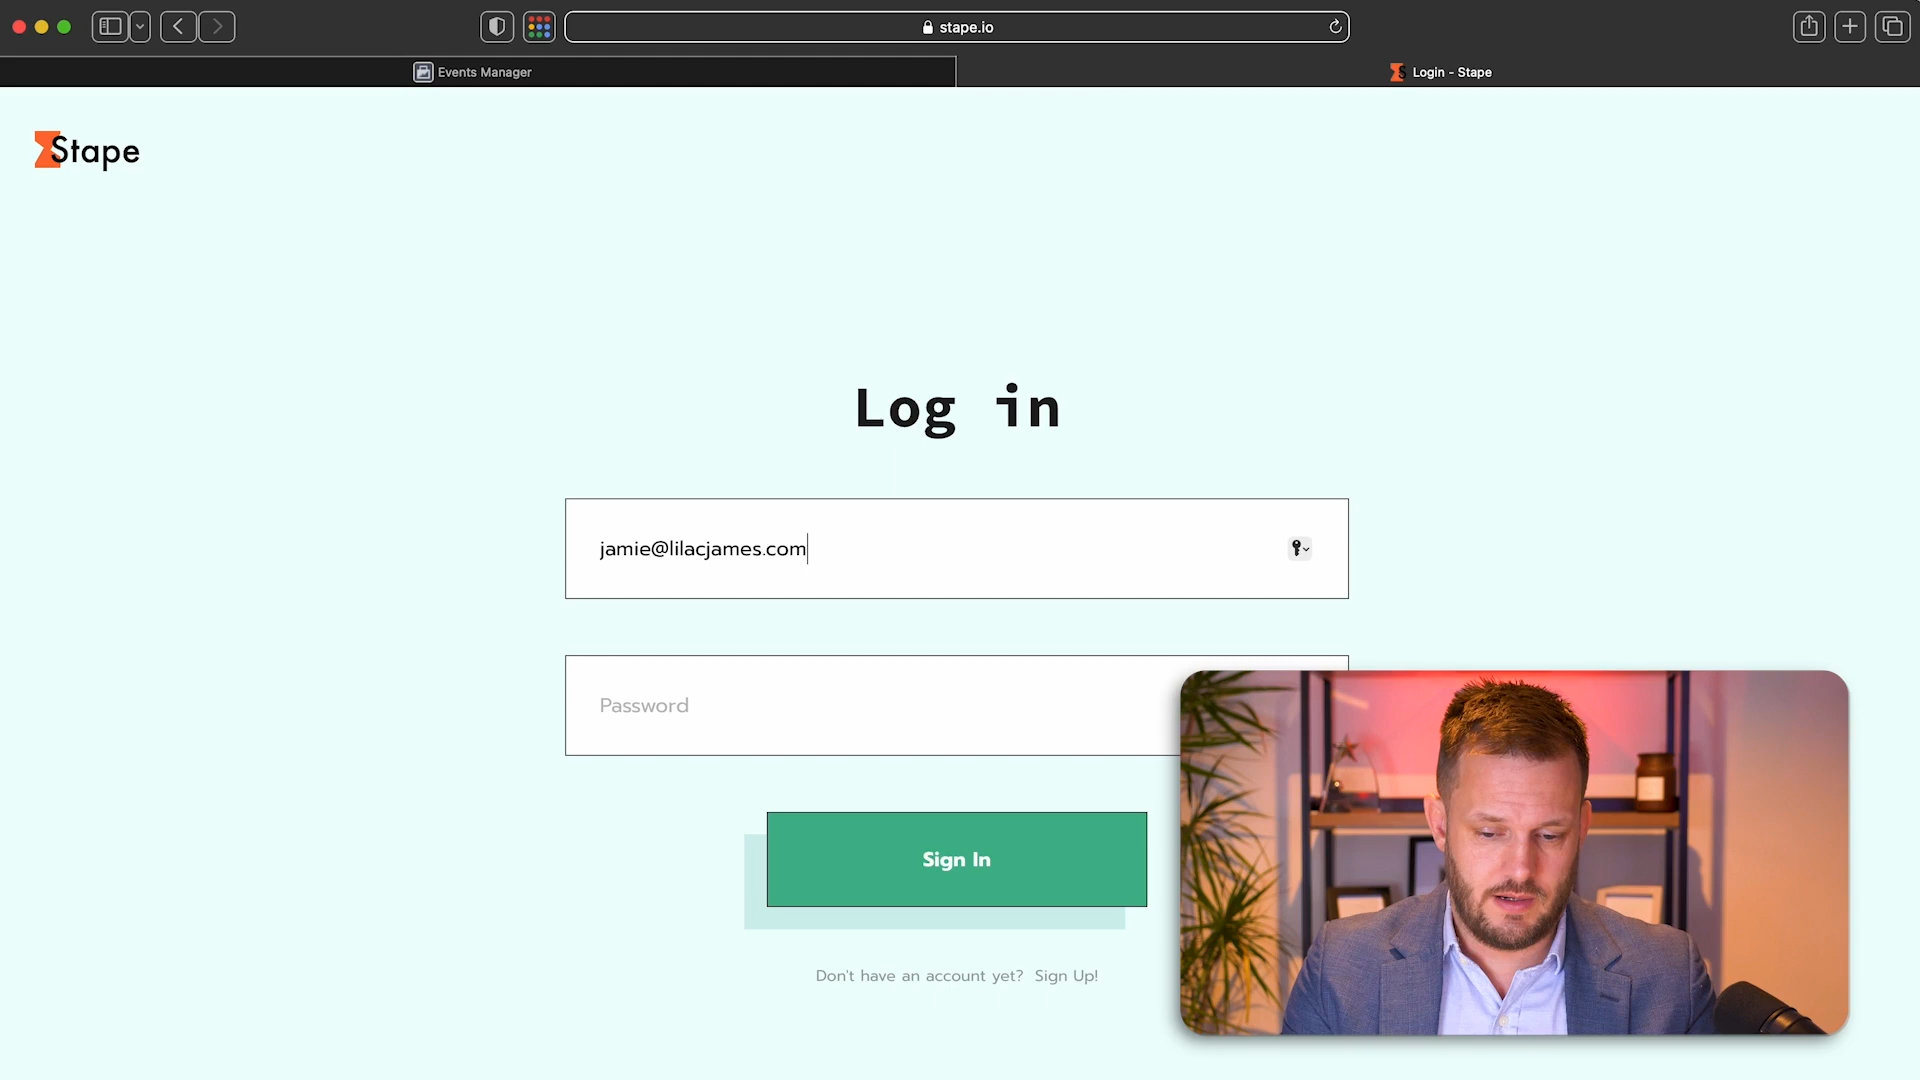 stape.io
Events Manager
Login - Stape
Stape
Log in
jamie@lilacjames.com
Password
Sign In
Don't have an account yet? Sign Up!